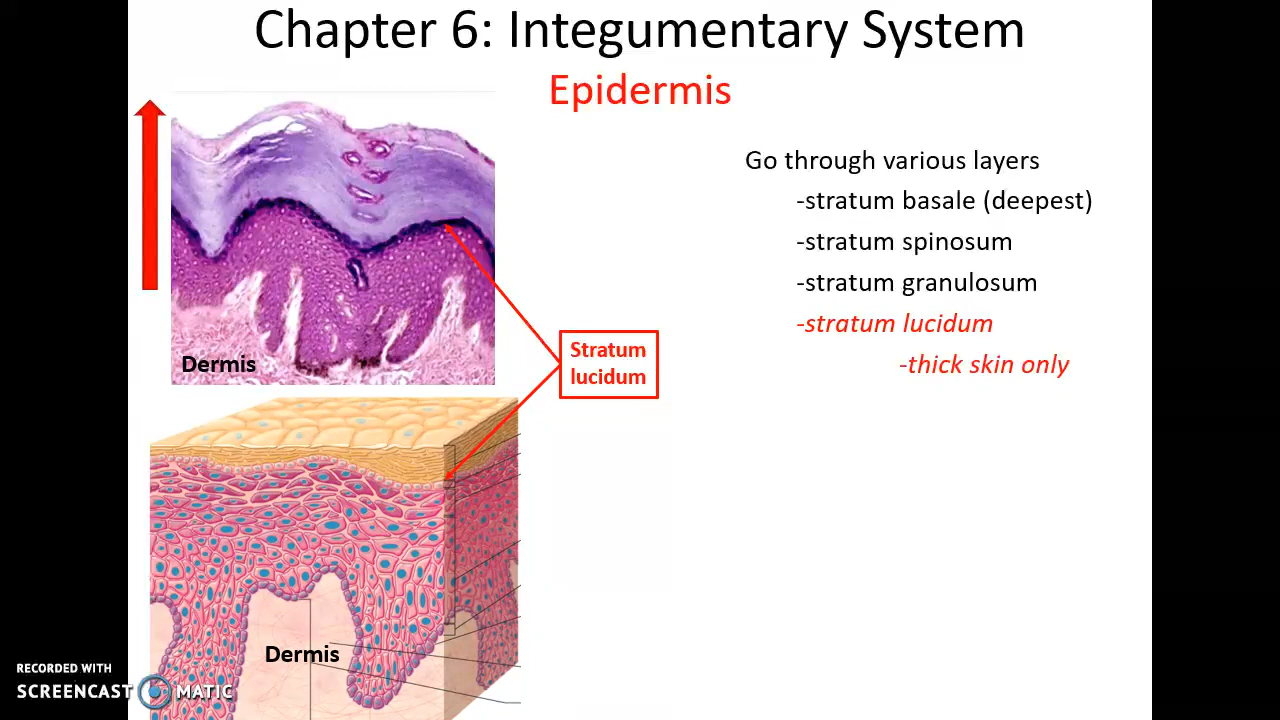 Chapter 6: Integumentary System
Epidermis
Go through various layers
-stratum basale (deepest)
-stratum spinosum
-stratum granulosum
-stratum lucidum
-thick skin only
Stratum
lucidum
Dermis
Dermis
RECORDED WITH
SCREENCAST MATIC